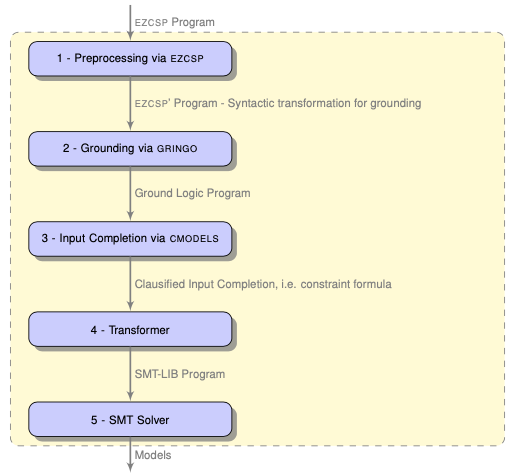 EZCSP Program
1 - Preprocessing via EZCSP
EZCSP' Program - Syntactic transformation for grounding
2 - Grounding via GRINGO
Ground Logic Program
3 - Input Completion via CMODELS
Clausified Input Completion, i.e. constraint formula
4 - Transformer
SMT-LIB Program
5 - SMT Solver
Models